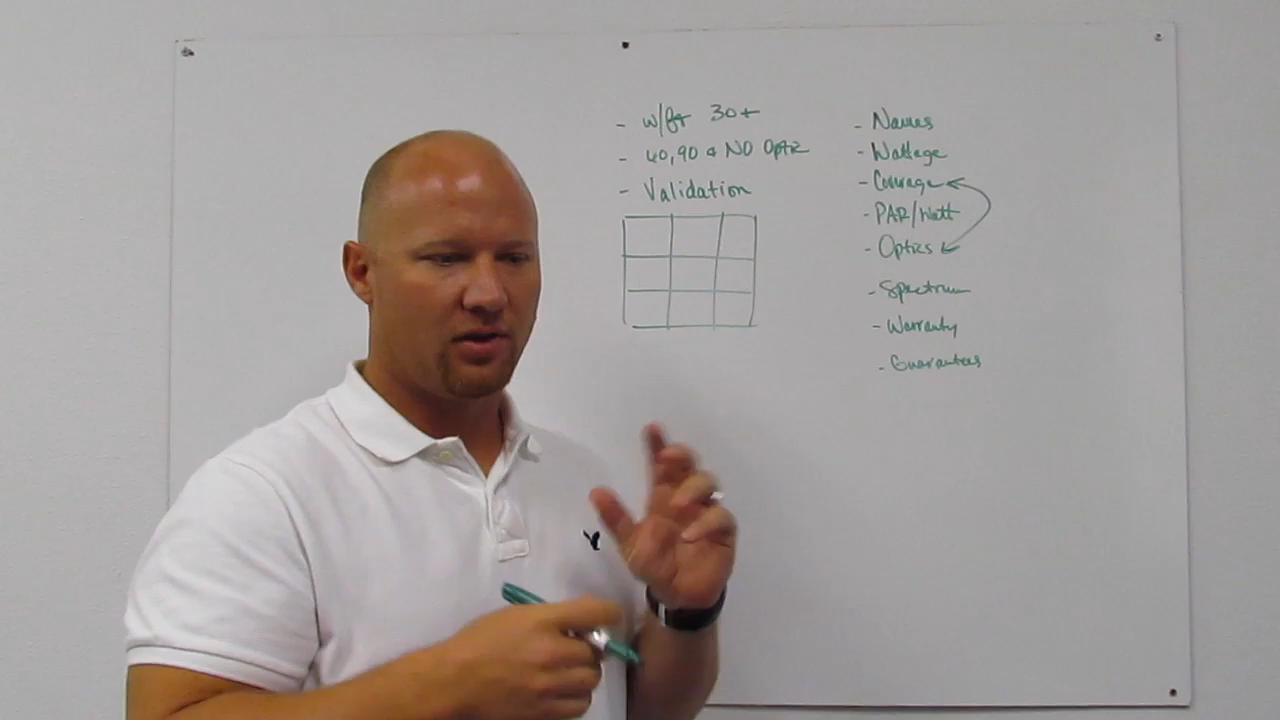 - w/ft 30+
- 40,90 & NO Optic
- Validation
- Names
- Wattage
- Coverage
- PAR/Watt
- Optics
- Spectrum
- Warranty
- Guarantees